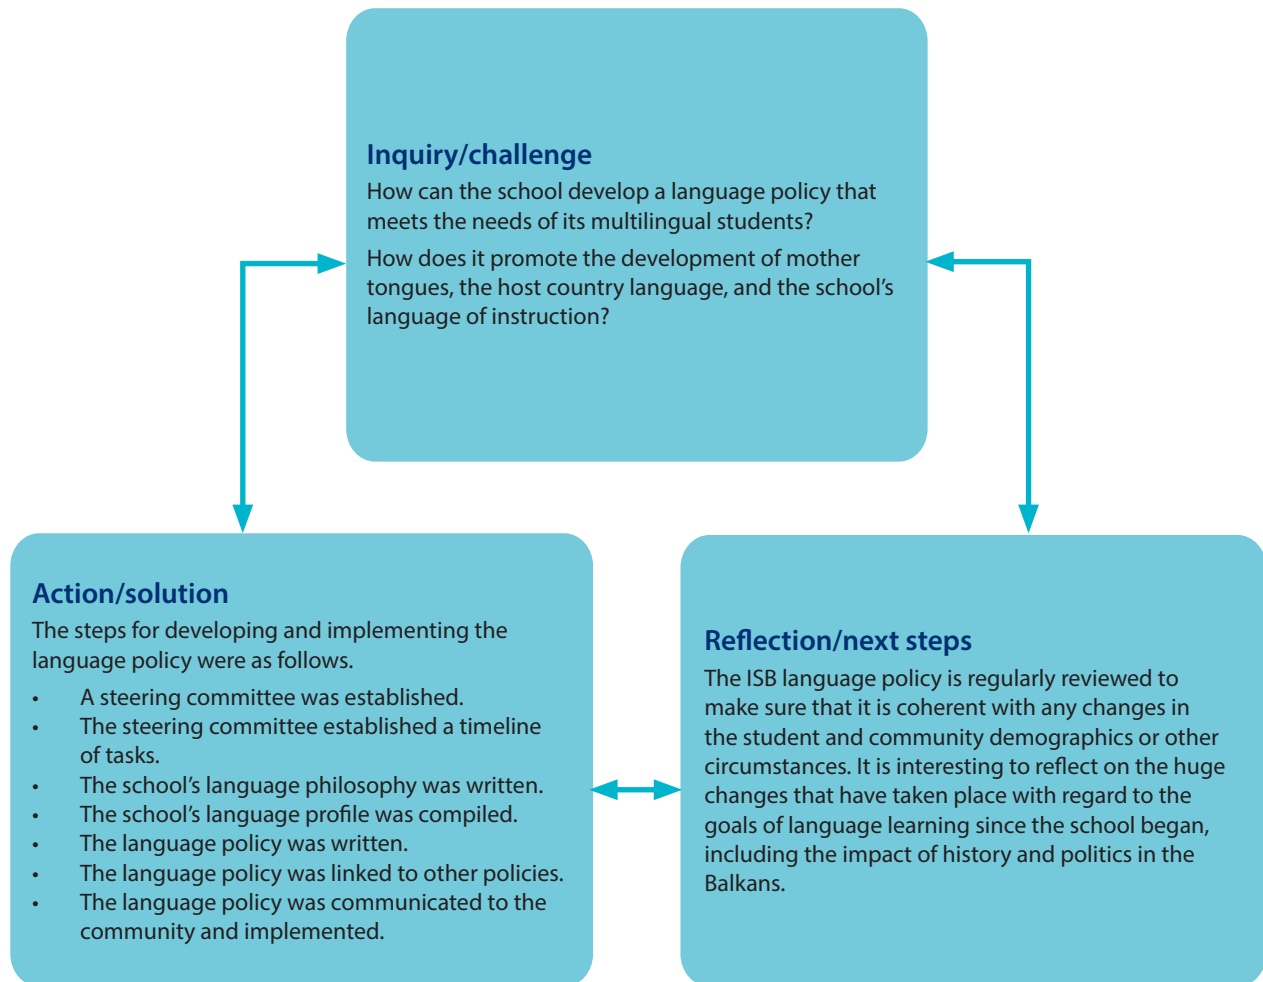 Inquiry/challenge
How can the school develop a language policy that
meets the needs of its multilingual students?
How does it promote the development of mother
tongues, the host country language, and the school’s
language of instruction?
Action/solution
The steps for developing and implementing the
language policy were as follows.
• A steering committee was established.
• The steering committee established a timeline
of tasks.
• The school’s language philosophy was written.
• The school’s language profile was compiled.
• The language policy was written.
• The language policy was linked to other policies.
• The language policy was communicated to the
community and implemented.
Reflection/next steps
The ISB language policy is regularly reviewed to
make sure that it is coherent with any changes in
the student and community demographics or other
circumstances. It is interesting to reflect on the huge
changes that have taken place with regard to the
goals of language learning since the school began,
including the impact of history and politics in the
Balkans.